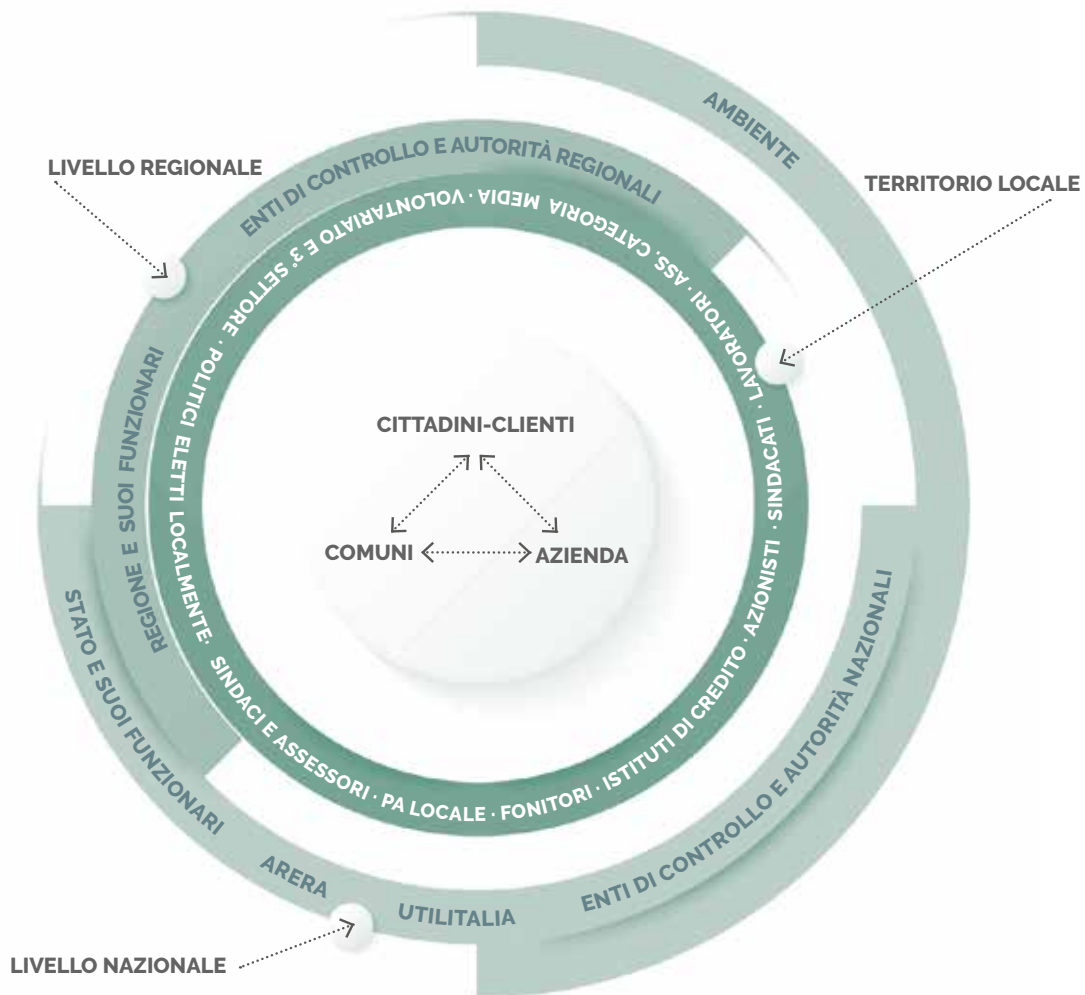 AMBIENTE
LIVELLO REGIONALE
TERRITORIO LOCALE
ENTI DI CONTROLLO E AUTORITÀ REGIONALI
REGIONE E SUOI FUNZIONARI
POLITICI ELETTI LOCALMENTE: SINDACI E ASSESSORI · PA LOCALE · FONITORI · ISTITUTI DI CREDITO · AZIONISTI · SINDACATI · LAVORATORI · ASS. CATEGORIA MEDIA · VOLONTARIATO E 3° SETTORE ·
CITTADINI-CLIENTI
COMUNI
AZIENDA
STATO E SUOI FUNZIONARI
ARERA
UTILITALIA
ENTI DI CONTROLLO E AUTORITÀ NAZIONALI
LIVELLO NAZIONALE